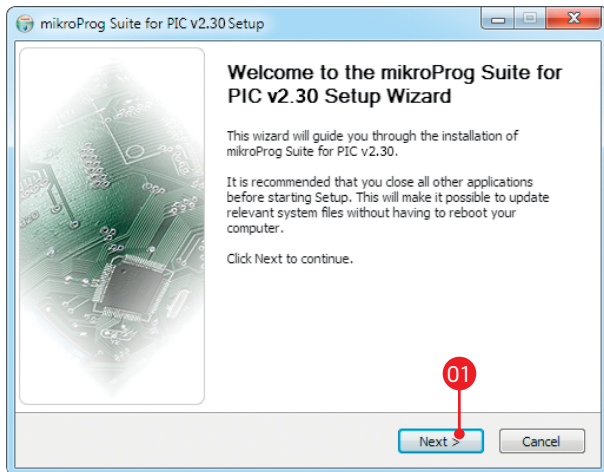 mikroProg Suite for PIC v2.30 Setup
Welcome to the mikroProg Suite for
PIC v2.30 Setup Wizard
This wizard will guide you through the installation of
mikroProg Suite for PIC v2.30.
It is recommended that you close all other applications
before starting Setup. This will make it possible to update
relevant system files without having to reboot your
computer.
Click Next to continue.
01
Next >
Cancel